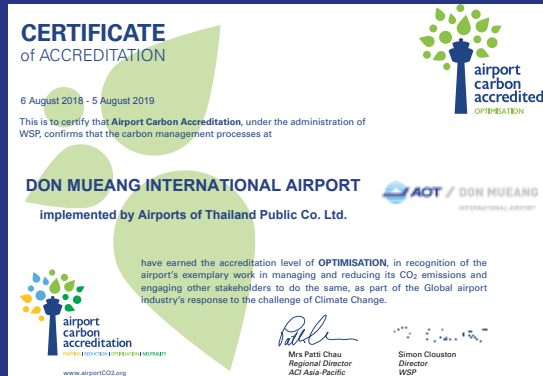 CERTIFICATE
of ACCREDITATION
airport
carbon
accredited
OPTIMISATION
6 August 2018 - 5 August 2019
This is to certify that Airport Carbon Accreditation, under the administration of
WSP, confirms that the carbon management processes at
DON MUEANG INTERNATIONAL AIRPORT
implemented by Airports of Thailand Public Co. Ltd.
AOT / DON MUEANG
INTERNATIONAL AIRPORT
have earned the accreditation level of OPTIMISATION, in recognition of the
airport's exemplary work in managing and reducing its CO₂ emissions and
engaging other stakeholders to do the same, as part of the Global airport
industry's response to the challenge of Climate Change.
airport
carbon
accreditation
MAPPING | REDUCTION | OPTIMISATION | NEUTRALITY
www.airportCO2.org
Mrs Patti Chau
Regional Director
ACI Asia-Pacific
Simon Clouston
Director
WSP